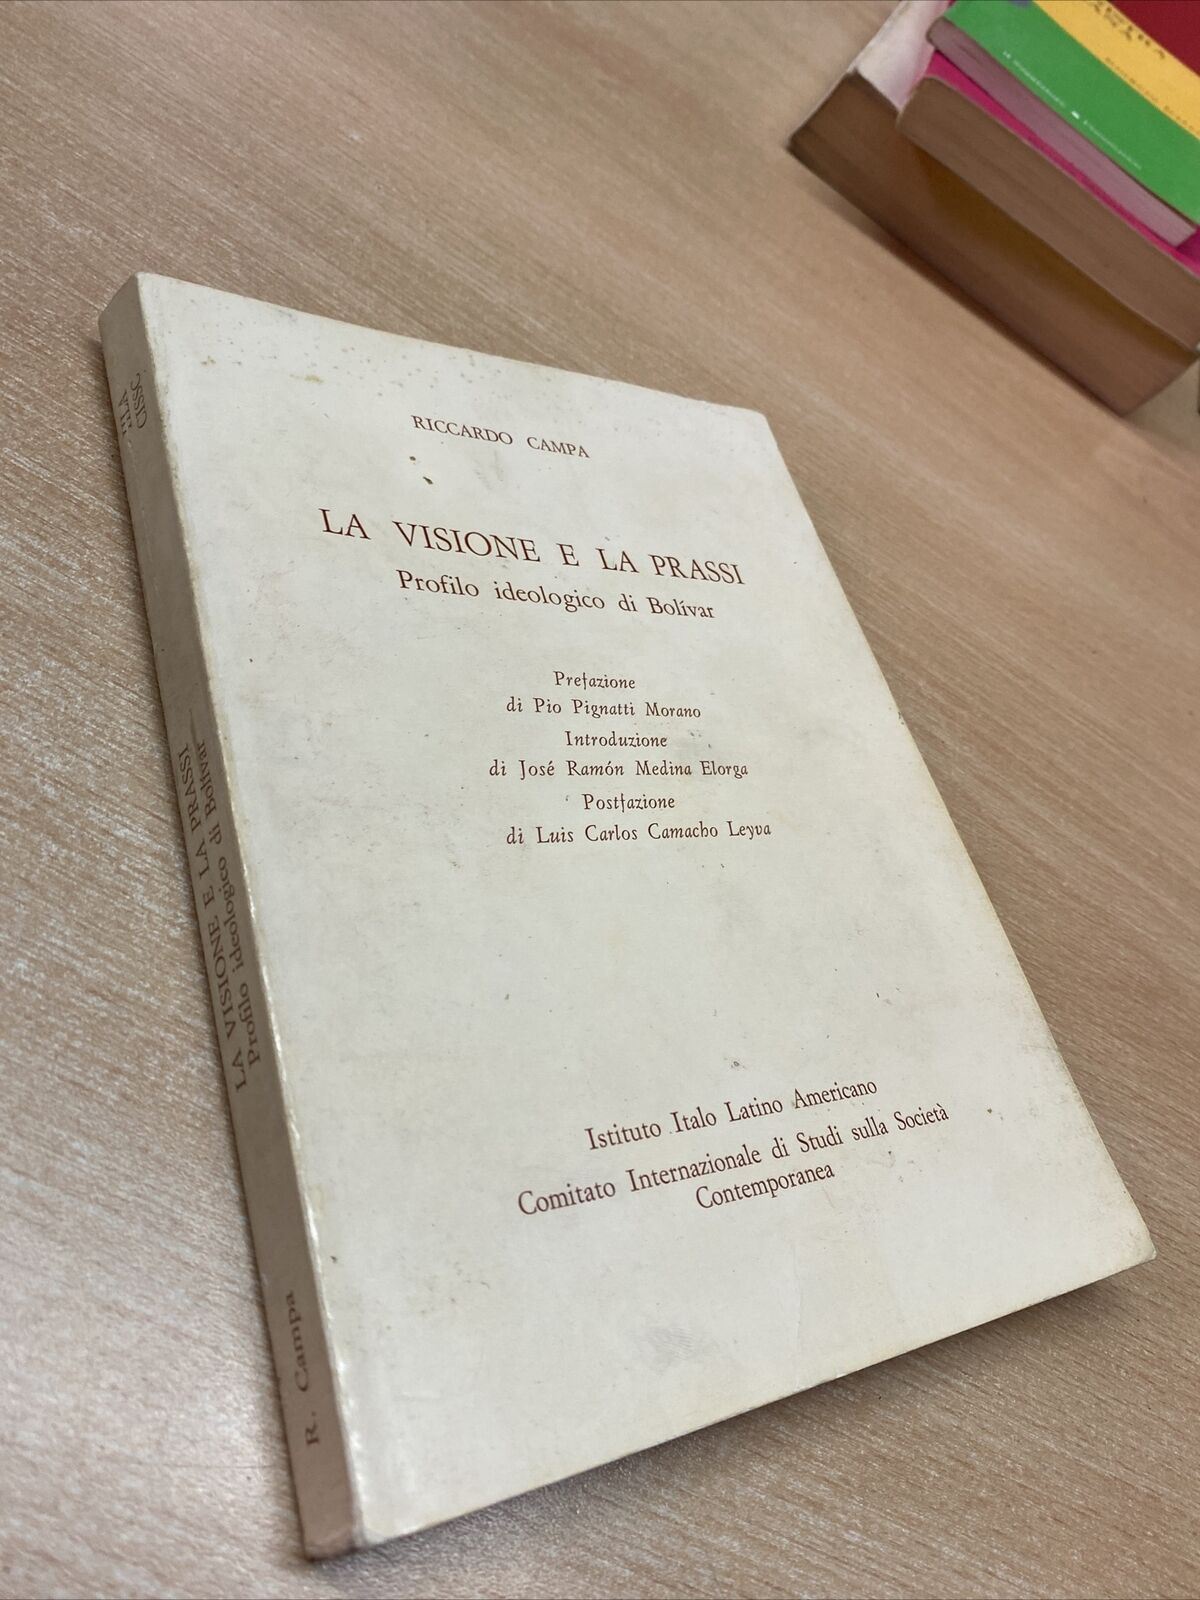 RICCARDO CAMPA
LA VISIONE E LA PRASSI
Profilo ideologico di Bolívar
Prefazione
di Pio Pignatti Morano
Introduzione
di José Ramón Medina Elorga
Postfazione
di Luis Carlos Camacho Leyva
Istituto Italo Latino Americano
Comitato Internazionale di Studi sulla Società
Contemporanea
R. Campa
LA VISIONE E LA PRASSI
Profilo ideologico di Bolívar
CISSC